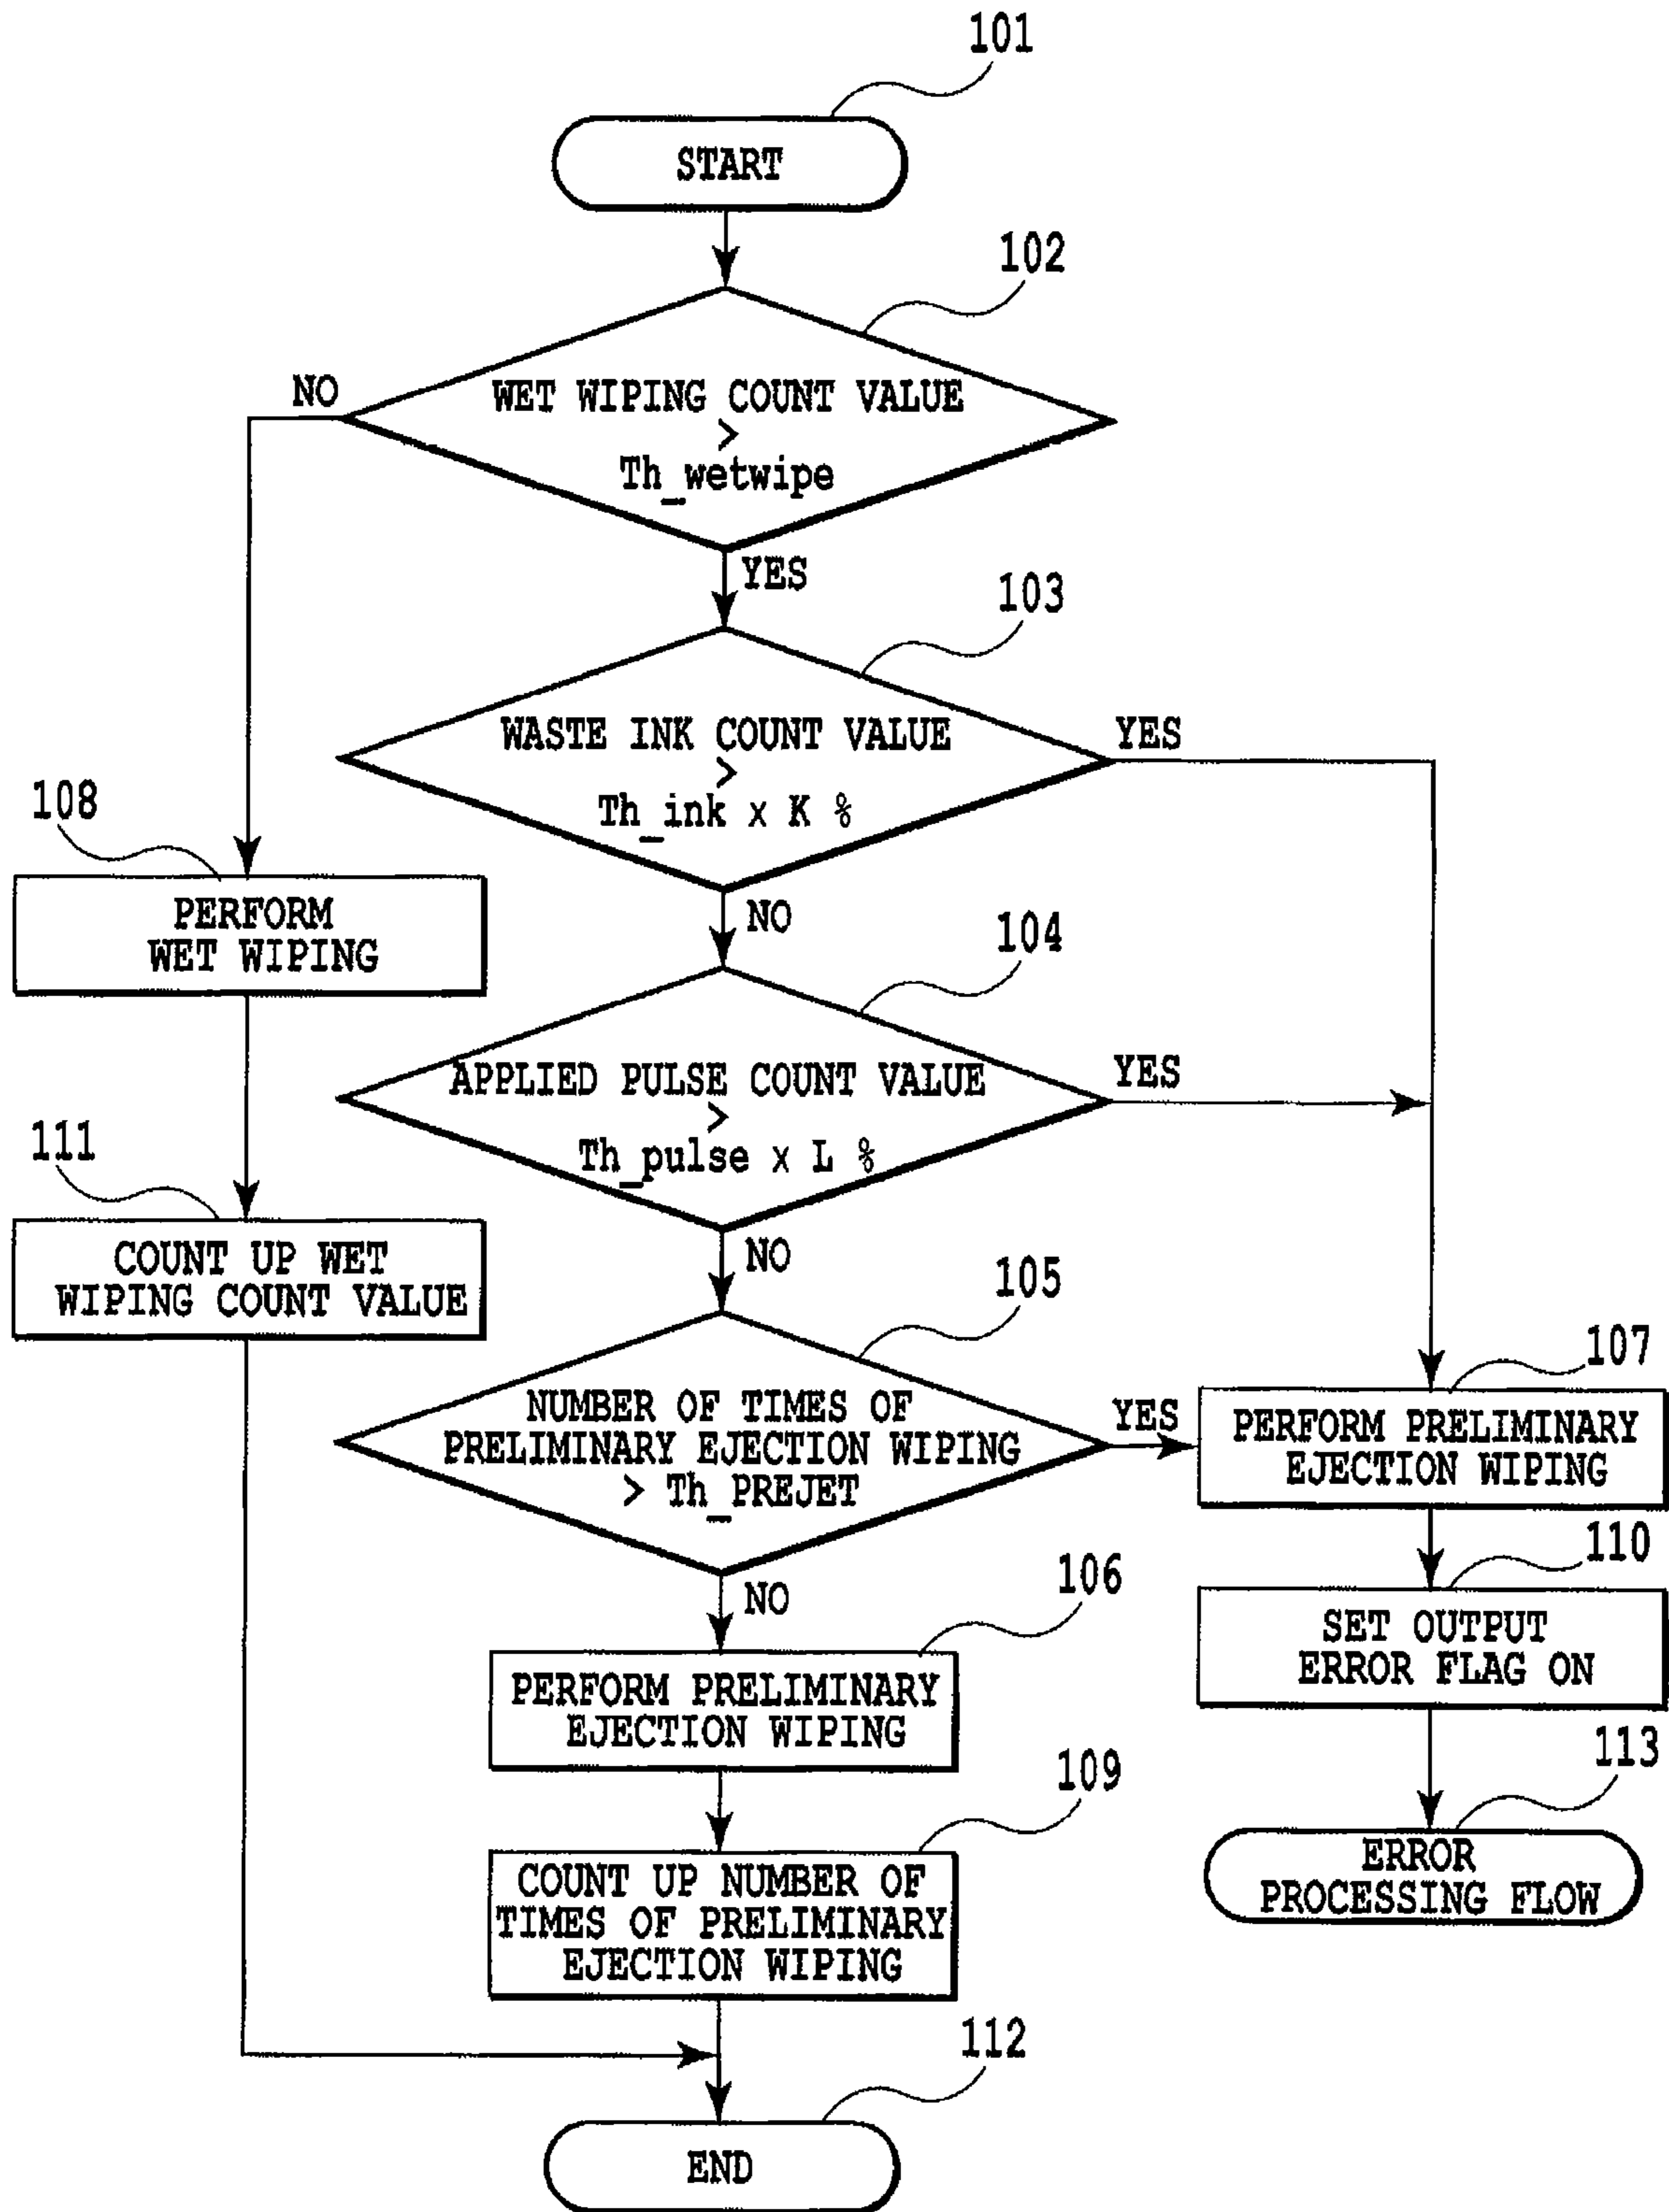 101
START
102
NO
WET WIPING COUNT VALUE
>
Th_wetwipe
YES
103
WASTE INK COUNT VALUE
>
Th_ink x K %
YES
108
PERFORM
WET WIPING
NO
104
APPLIED PULSE COUNT VALUE
>
Th_pulse x L %
YES
111
COUNT UP WET
WIPING COUNT VALUE
NO
105
NUMBER OF TIMES OF
PRELIMINARY EJECTION WIPING
> Th_PREJET
YES
107
PERFORM PRELIMINARY
EJECTION WIPING
NO
106
PERFORM PRELIMINARY
EJECTION WIPING
110
SET OUTPUT
ERROR FLAG ON
109
COUNT UP NUMBER OF
TIMES OF PRELIMINARY
EJECTION WIPING
113
ERROR
PROCESSING FLOW
112
END